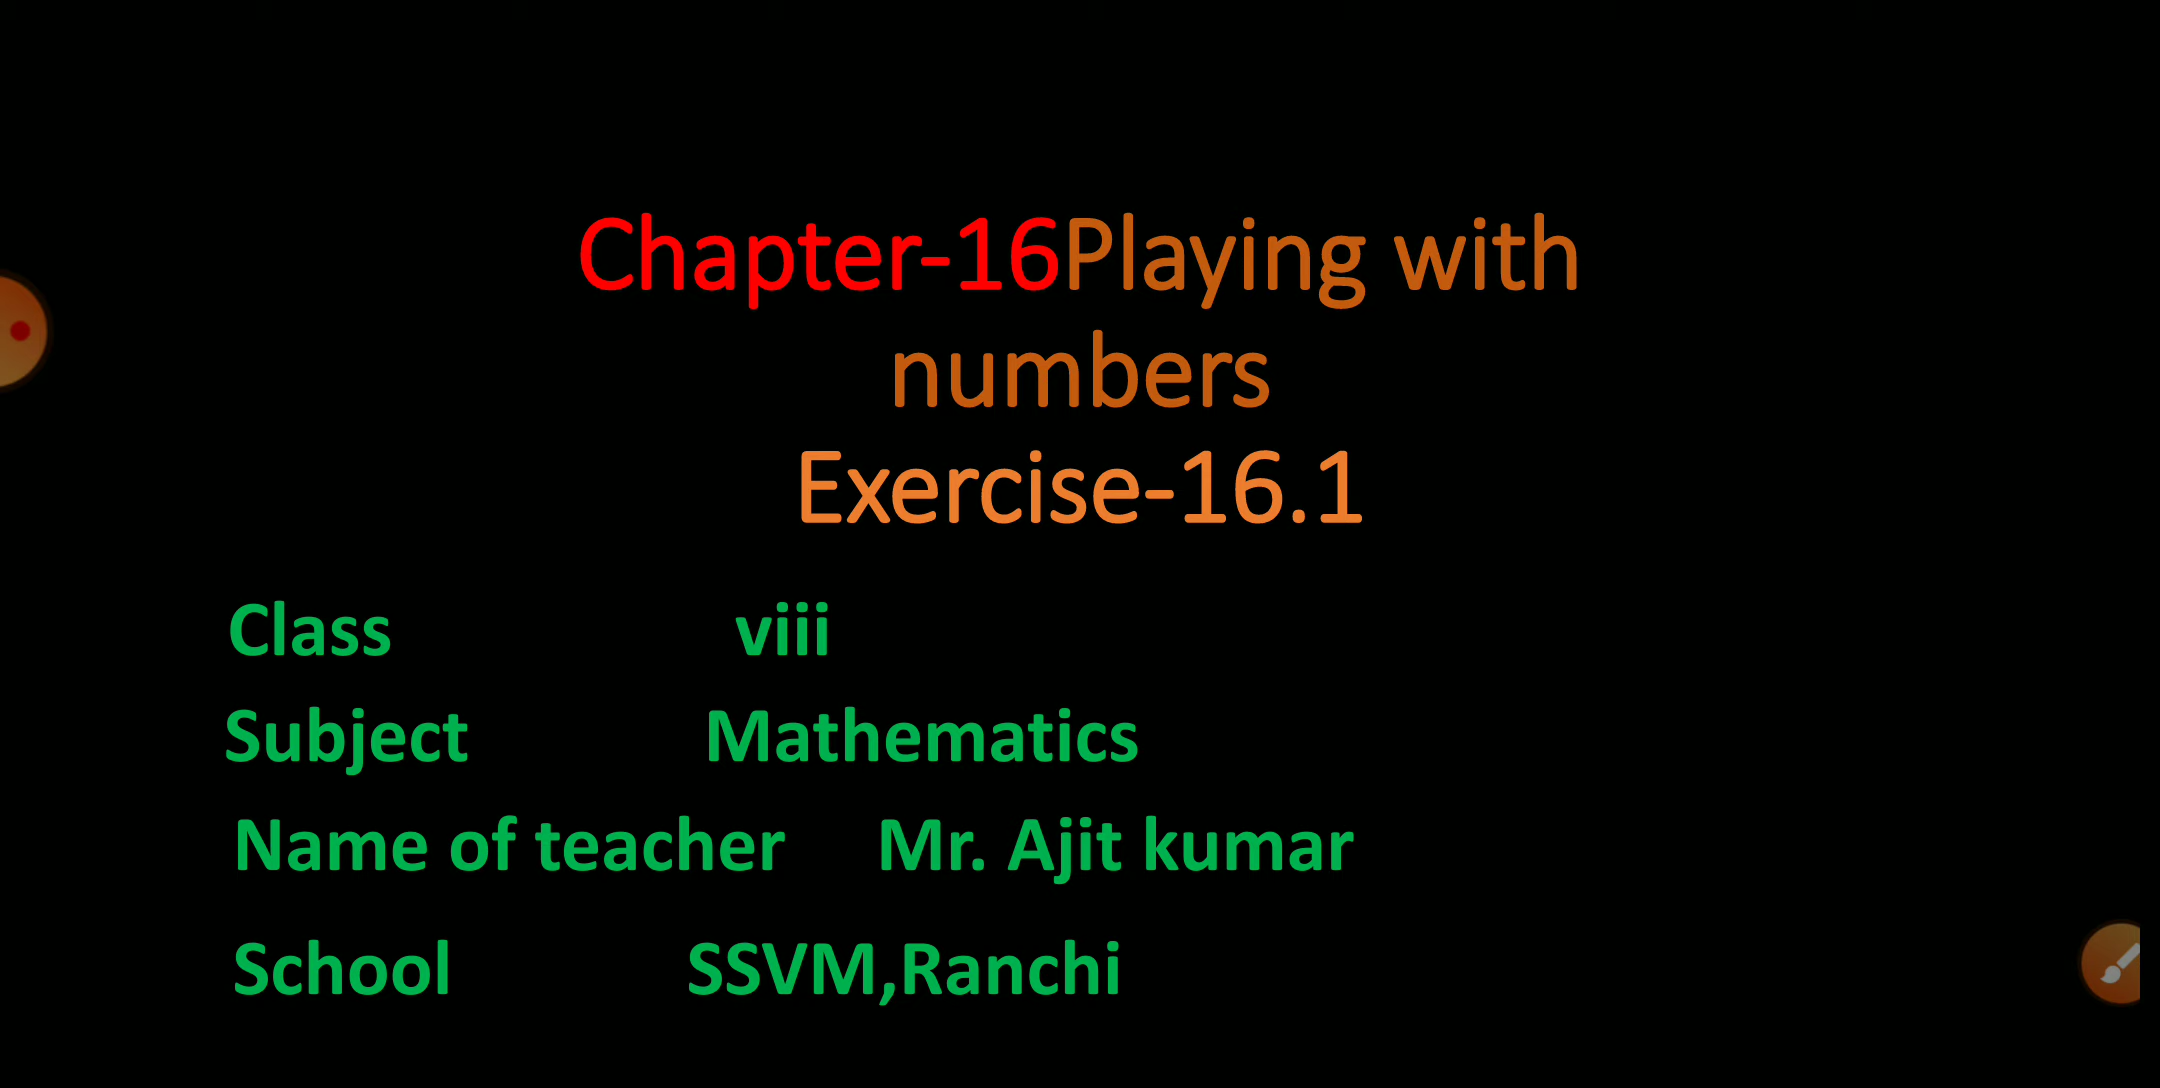 Chapter-16Playing with
numbers
Exercise-16.1
Class viii
Subject Mathematics
Name of teacher Mr. Ajit kumar
School SSVM,Ranchi